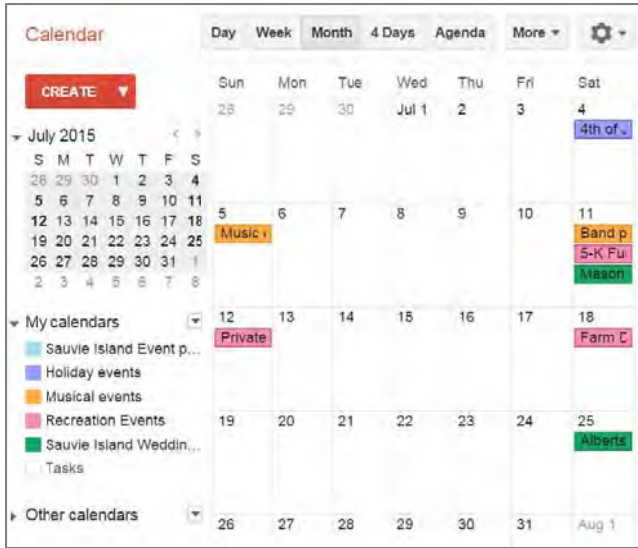 Calendar
Day Week Month 4 Days Agenda More
CREATE
July 2015
S M T W T F S
28 29 30 1 2 3 4
5 6 7 8 9 10 11
12 13 14 15 16 17 18
19 20 21 22 23 24 25
26 27 28 29 30 31 1
2 3 4 5 6 7 8
My calendars
Sauvie Island Event p...
Holiday events
Musical events
Recreation Events
Sauvie Island Weddin...
Tasks
Other calendars
Sun Mon Tue Wed Thu Fri Sat
28 29 30 Jul 1 2 3 4
4th of
5 6 7 8 9 10 11
Music Band p
5-K Fu
Mason
12 13 14 15 16 17 18
Private Farm D
19 20 21 22 23 24 25
Alberts
26 27 28 29 30 31 Aug 1